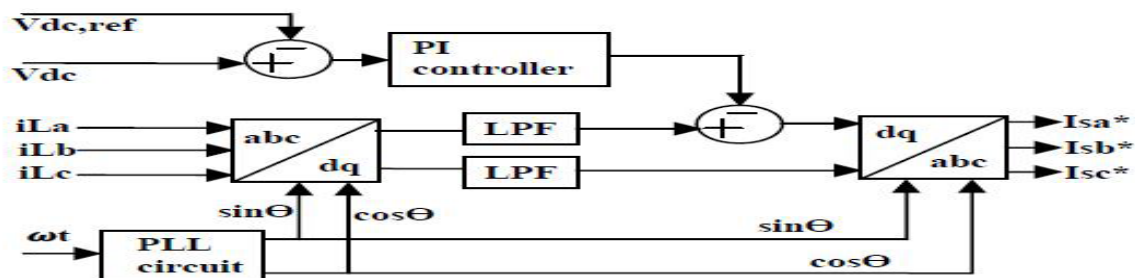 Vdc,ref
Vdc
PI
controller
iLa
iLb
iLc
abc
dq
LPF
LPF
dq
abc
Isa*
Isb*
Isc*
sinΘ
cosΘ
sinΘ
cosΘ
ωt
PLL
circuit